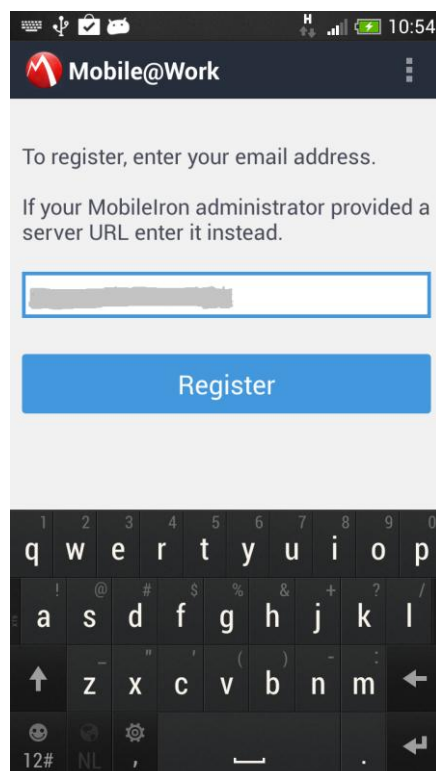 H
10:54
Mobile@Work
To register, enter your email address.
If your MobileIron administrator provided a
server URL enter it instead.
Register
1 2 3 4 5 6 7 8 9 0
q w e r t y u i o p
! @ # $ % & + ? /
a s d f g h j k l
_ " ' ( ) - :
z x c v b n m
12# NL , .